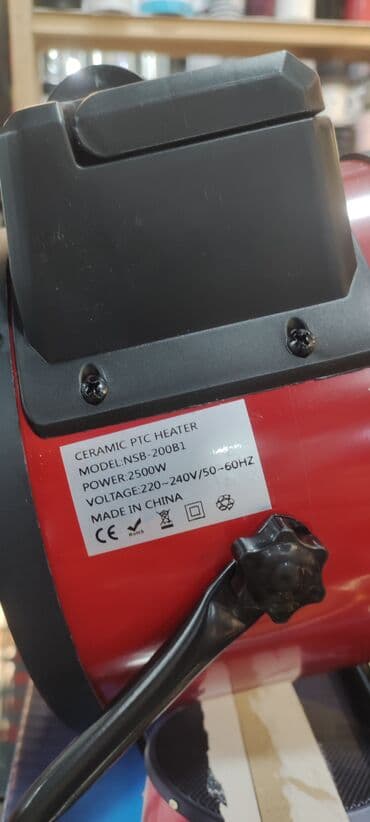 CERAMIC PTC HEATER
MODEL:NSB-200B1
POWER:2500W
VOLTAGE:220~240V/50~60HZ
MADE IN CHINA
CE RoHS